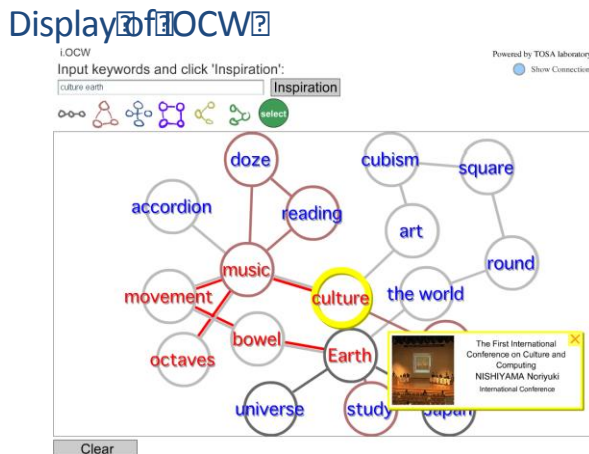 Display of iOCW
i.OCW
Powered by TOSA laboratory
Input keywords and click 'Inspiration':
Show Connection
culture earth
Inspiration
select
doze
cubism
square
accordion
reading
art
music
round
movement
culture
the world
bowel
octaves
Earth
The First International
Conference on Culture and
Computing
NISHIYAMA Noriyuki
International Conference
universe
study
Japan
Clear